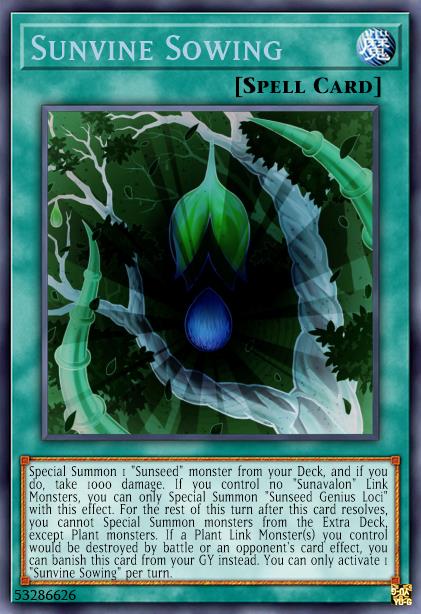 Sunvine Sowing
魔
[Spell Card]
Special Summon 1 "Sunseed" monster from your Deck, and if you
do, take 1000 damage. If you control no "Sunavalon" Link
Monsters, you can only Special Summon "Sunseed Genius Loci"
with this effect. For the rest of this turn after this card resolves,
you cannot Special Summon monsters from the Extra Deck,
except Plant monsters. If a Plant Link Monster(s) you control
would be destroyed by battle or an opponent's card effect, you
can banish this card from your GY instead. You can only activate 1
"Sunvine Sowing" per turn.
53286626